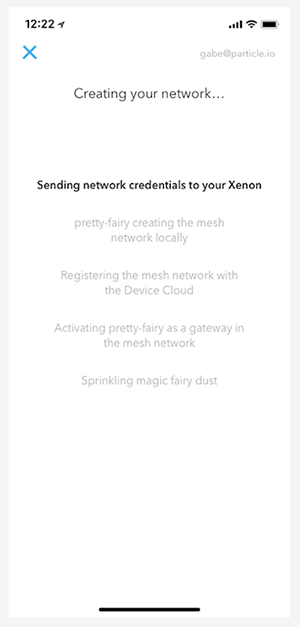 12:22
gabe@particle.io
Creating your network...
Sending network credentials to your Xenon
pretty-fairy creating the mesh
network locally
Registering the mesh network with
the Device Cloud
Activating pretty-fairy as a gateway in
the mesh network
Sprinkling magic fairy dust